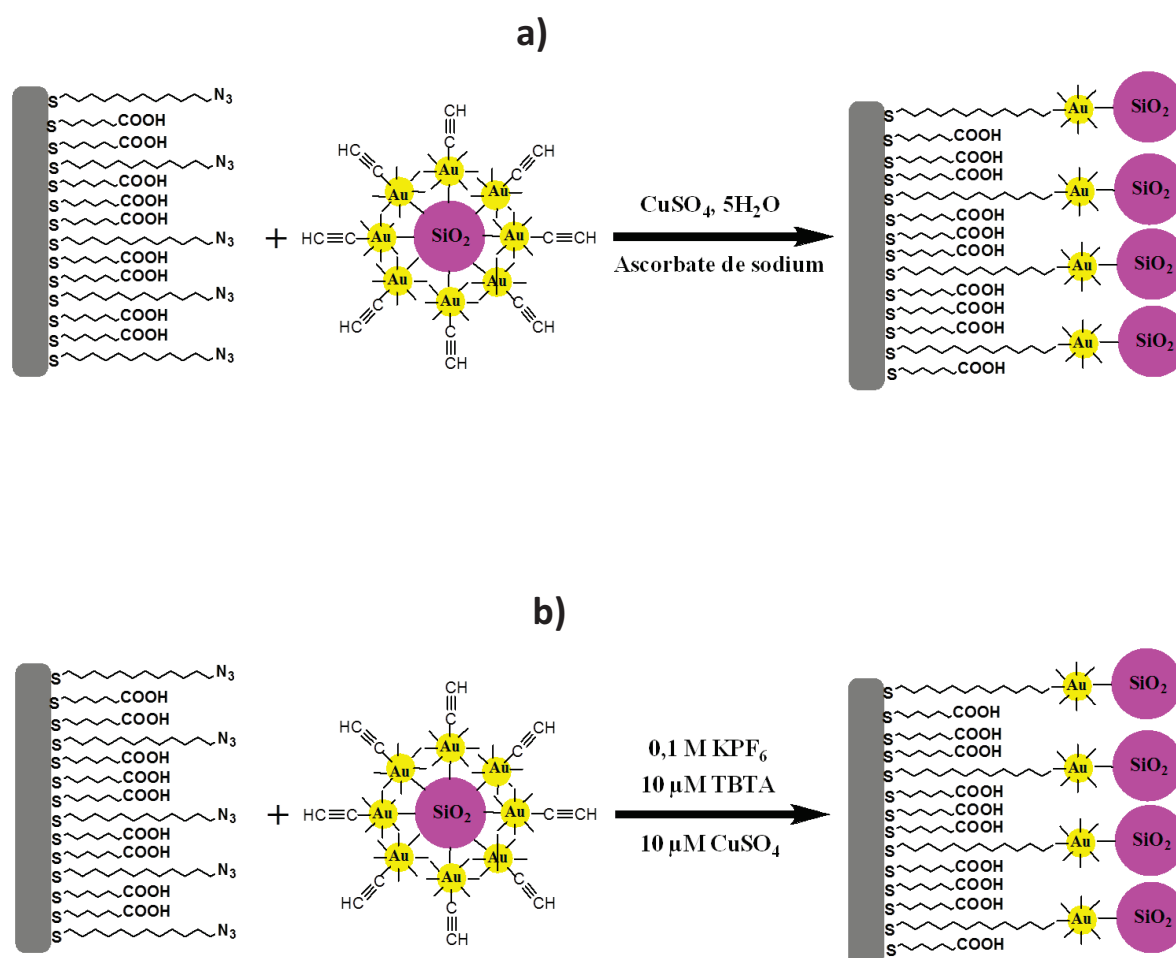 a)
S N₃
S COOH
S COOH
S N₃
S COOH
S COOH
S COOH
S N₃
S COOH
S COOH
S N₃
S COOH
S COOH
S N₃
+
CH
C
HC C Au C CH
Au Au
HC≡C Au SiO₂ Au C≡CH
Au Au
HC C Au C CH
C
CH
CuSO₄, 5H₂O
Ascorbate de sodium
S Au SiO₂
S COOH
S COOH
S COOH
S Au SiO₂
S COOH
S COOH
S COOH
S Au SiO₂
S COOH
S COOH
S COOH
S Au SiO₂
S COOH
b)
S N₃
S COOH
S COOH
S N₃
S COOH
S COOH
S COOH
S N₃
S COOH
S COOH
S N₃
S COOH
S COOH
S N₃
+
CH
C
HC C Au C CH
Au Au
HC≡C Au SiO₂ Au C≡CH
Au Au
HC C Au C CH
C
CH
0,1 M KPF₆
10 µM TBTA
10 µM CuSO₄
S Au SiO₂
S COOH
S COOH
S COOH
S Au SiO₂
S COOH
S COOH
S COOH
S Au SiO₂
S COOH
S COOH
S COOH
S Au SiO₂
S COOH